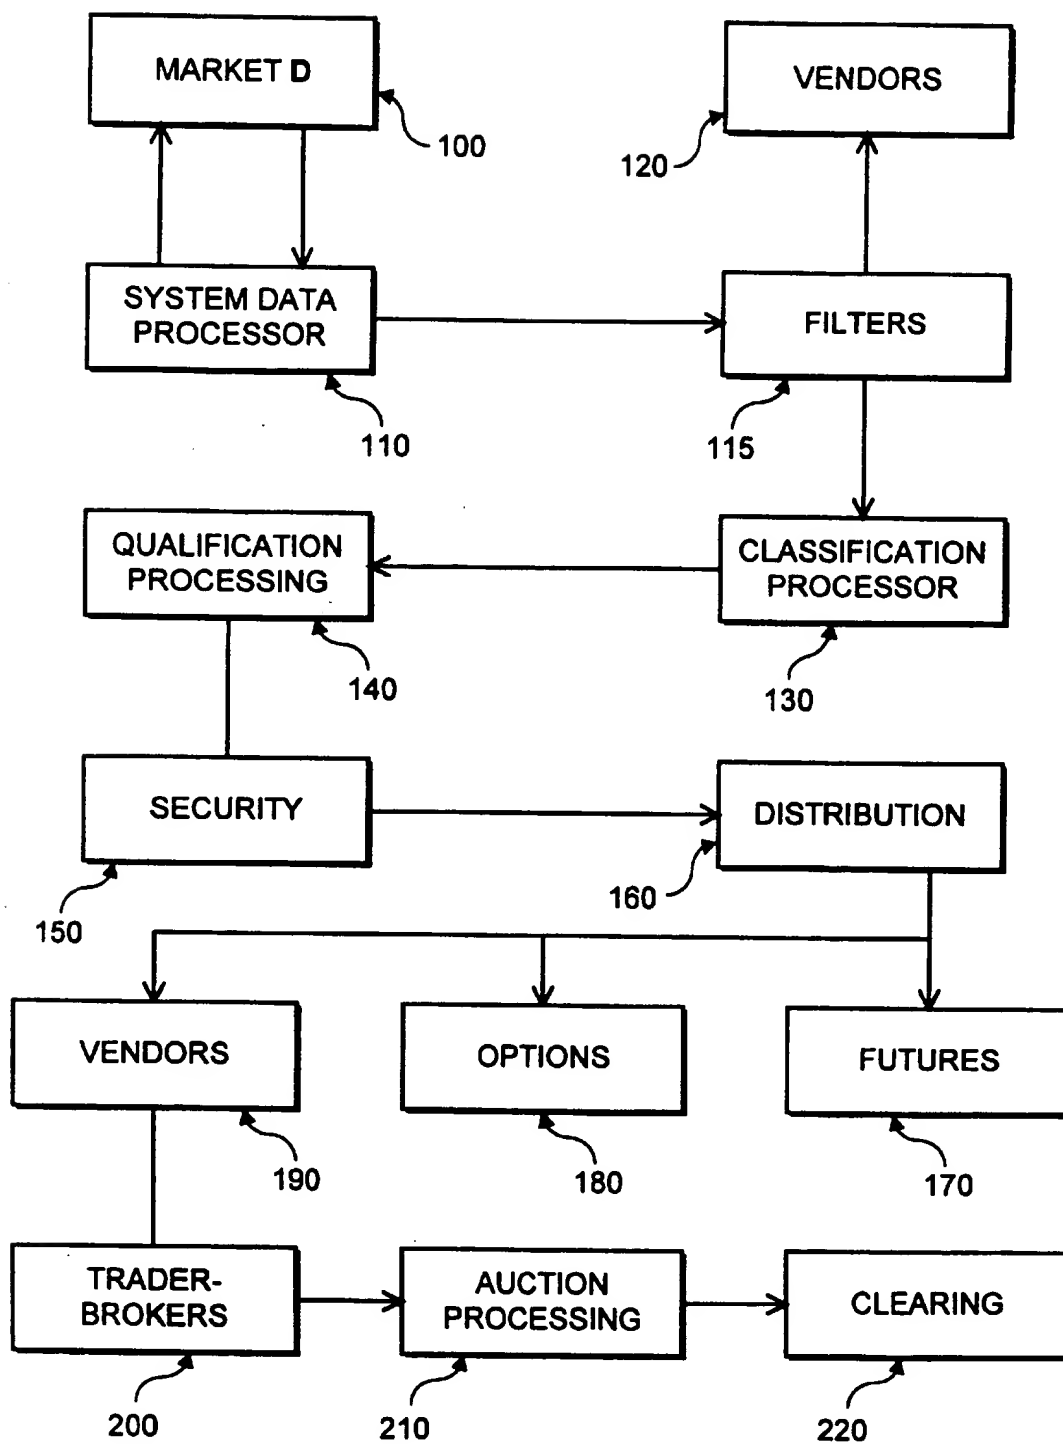 MARKET D
100
VENDORS
120
SYSTEM DATA
PROCESSOR
110
FILTERS
115
QUALIFICATION
PROCESSING
140
CLASSIFICATION
PROCESSOR
130
SECURITY
150
DISTRIBUTION
160
VENDORS
190
OPTIONS
180
FUTURES
170
TRADER-
BROKERS
200
AUCTION
PROCESSING
210
CLEARING
220